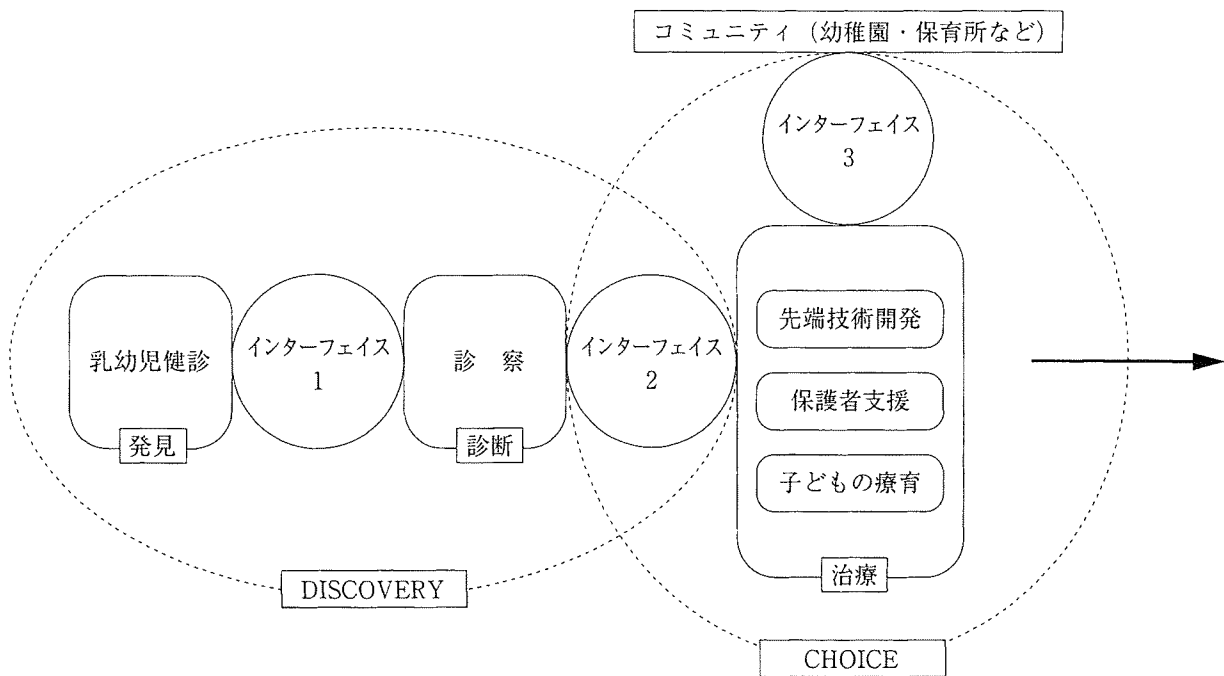 コミュニティ（幼稚園・保育所など）
インターフェイス
3
乳幼児健診
発見
インターフェイス
1
診　察
診断
インターフェイス
2
先端技術開発
保護者支援
子どもの療育
治療
DISCOVERY
CHOICE